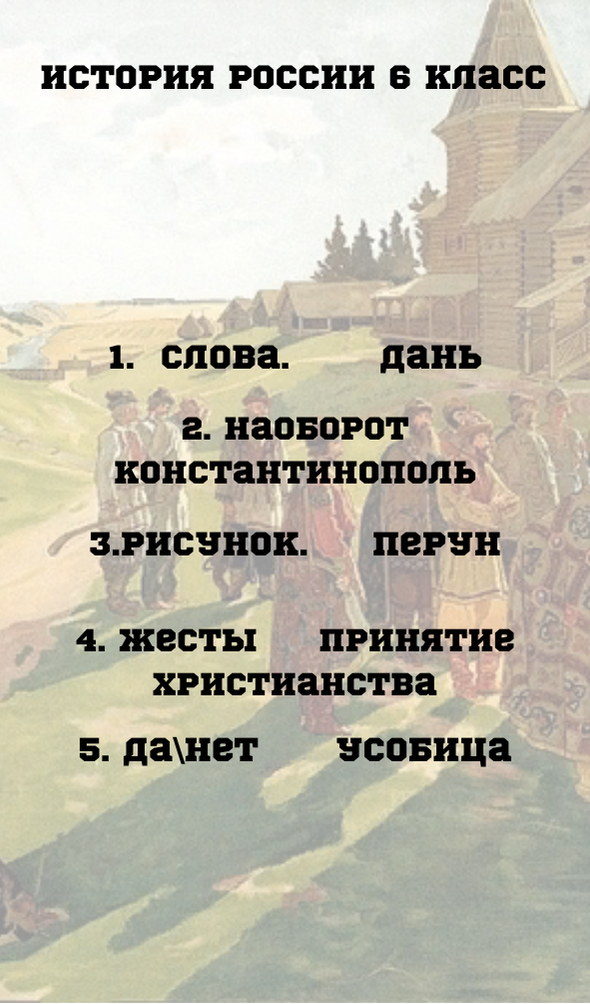 ИСТОРИЯ РОССИИ 6 КЛАСС
1. СЛОВА. ДАНЬ
2. НАОБОРОТ
КОНСТАНТИНОПОЛЬ
3.РИСУНОК. ПЕРУН
4. ЖЕСТЫ ПРИНЯТИЕ
ХРИСТИАНСТВА
5. ДА\НЕТ УСОБИЦА